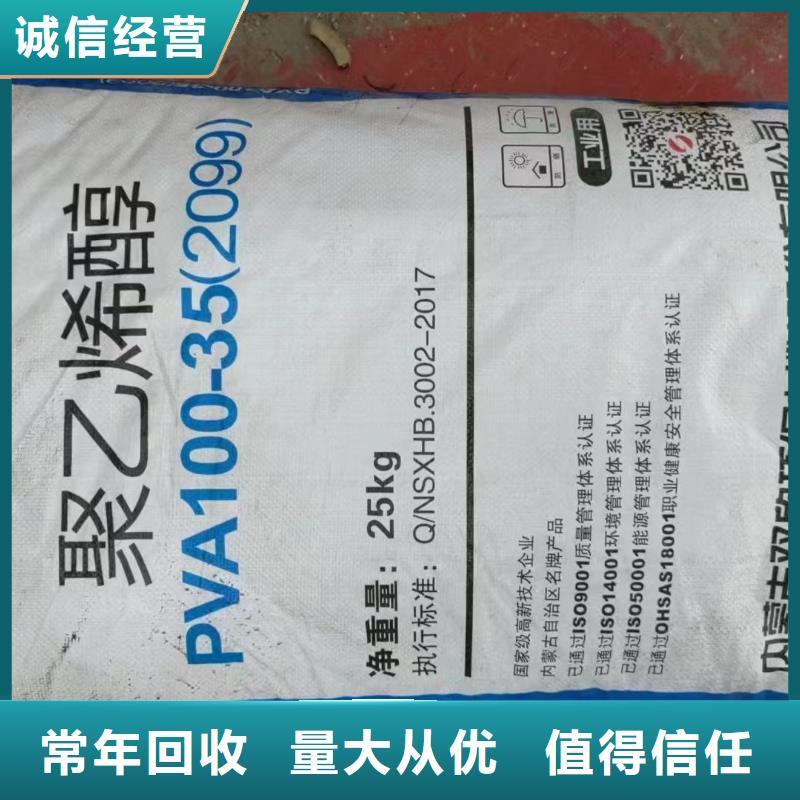 诚信经营
聚乙烯醇
PVA100-35(2099)
净重量：25kg
执行标准：Q/NSXHB.3002-2017
工业用
国家级高新技术企业
内蒙古自治区名牌产品
已通过ISO9001质量管理体系认证
已通过ISO14001环境管理体系认证
已通过ISO50001能源管理体系认证
已通过OHSAS18001职业健康安全管理体系认证
常年回收 量大从优 值得信任